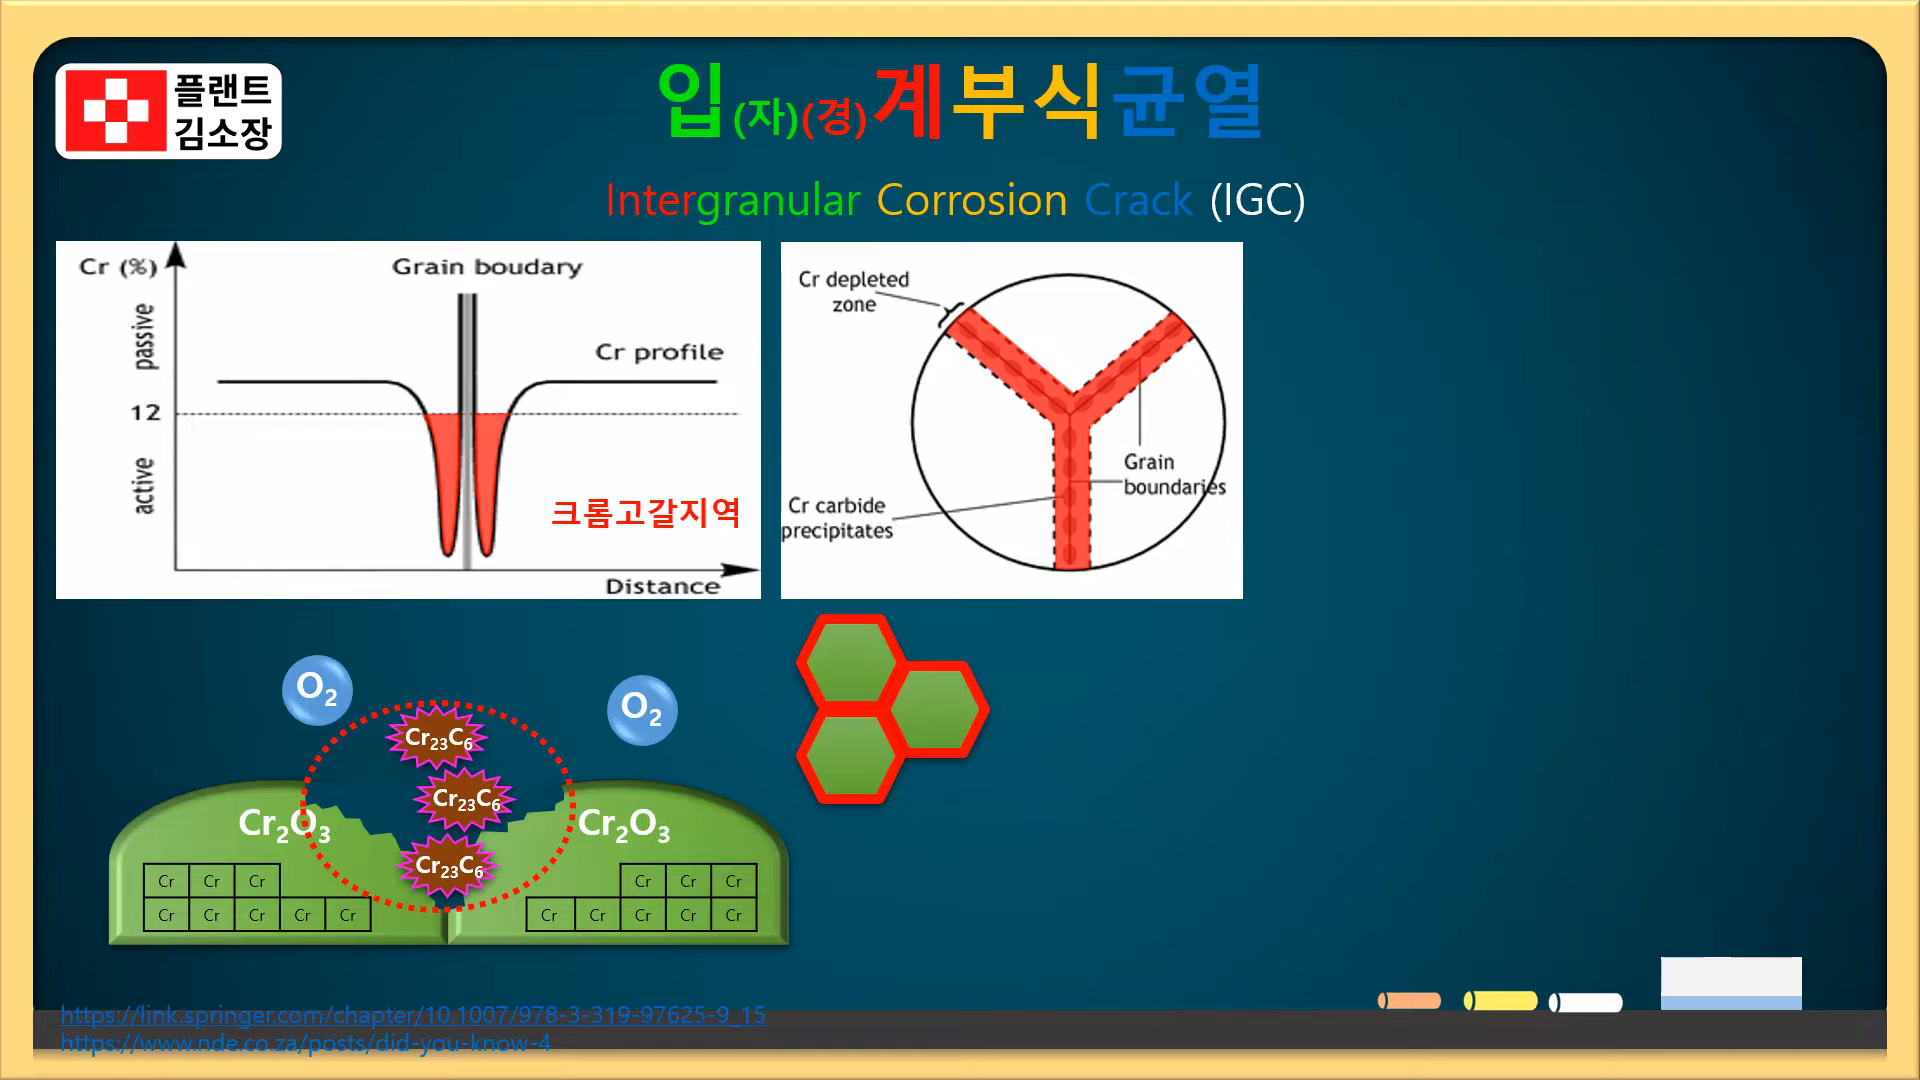 플랜트
김소장
입(자)(경)계부식균열
Intergranular Corrosion Crack (IGC)
Cr (%)
Grain boudary
passive
Cr profile
12
active
크롬고갈지역
Distance
Cr depleted
zone
Grain
boundaries
Cr carbide
precipitates
O2
O2
Cr23C6
Cr23C6
Cr23C6
Cr2O3
Cr2O3
Cr Cr Cr
Cr Cr Cr Cr Cr
Cr Cr Cr
Cr Cr Cr Cr Cr
https://link.springer.com/chapter/10.1007/978-3-319-97625-9_15
https://www.nde.co.za/posts/did-you-know-4